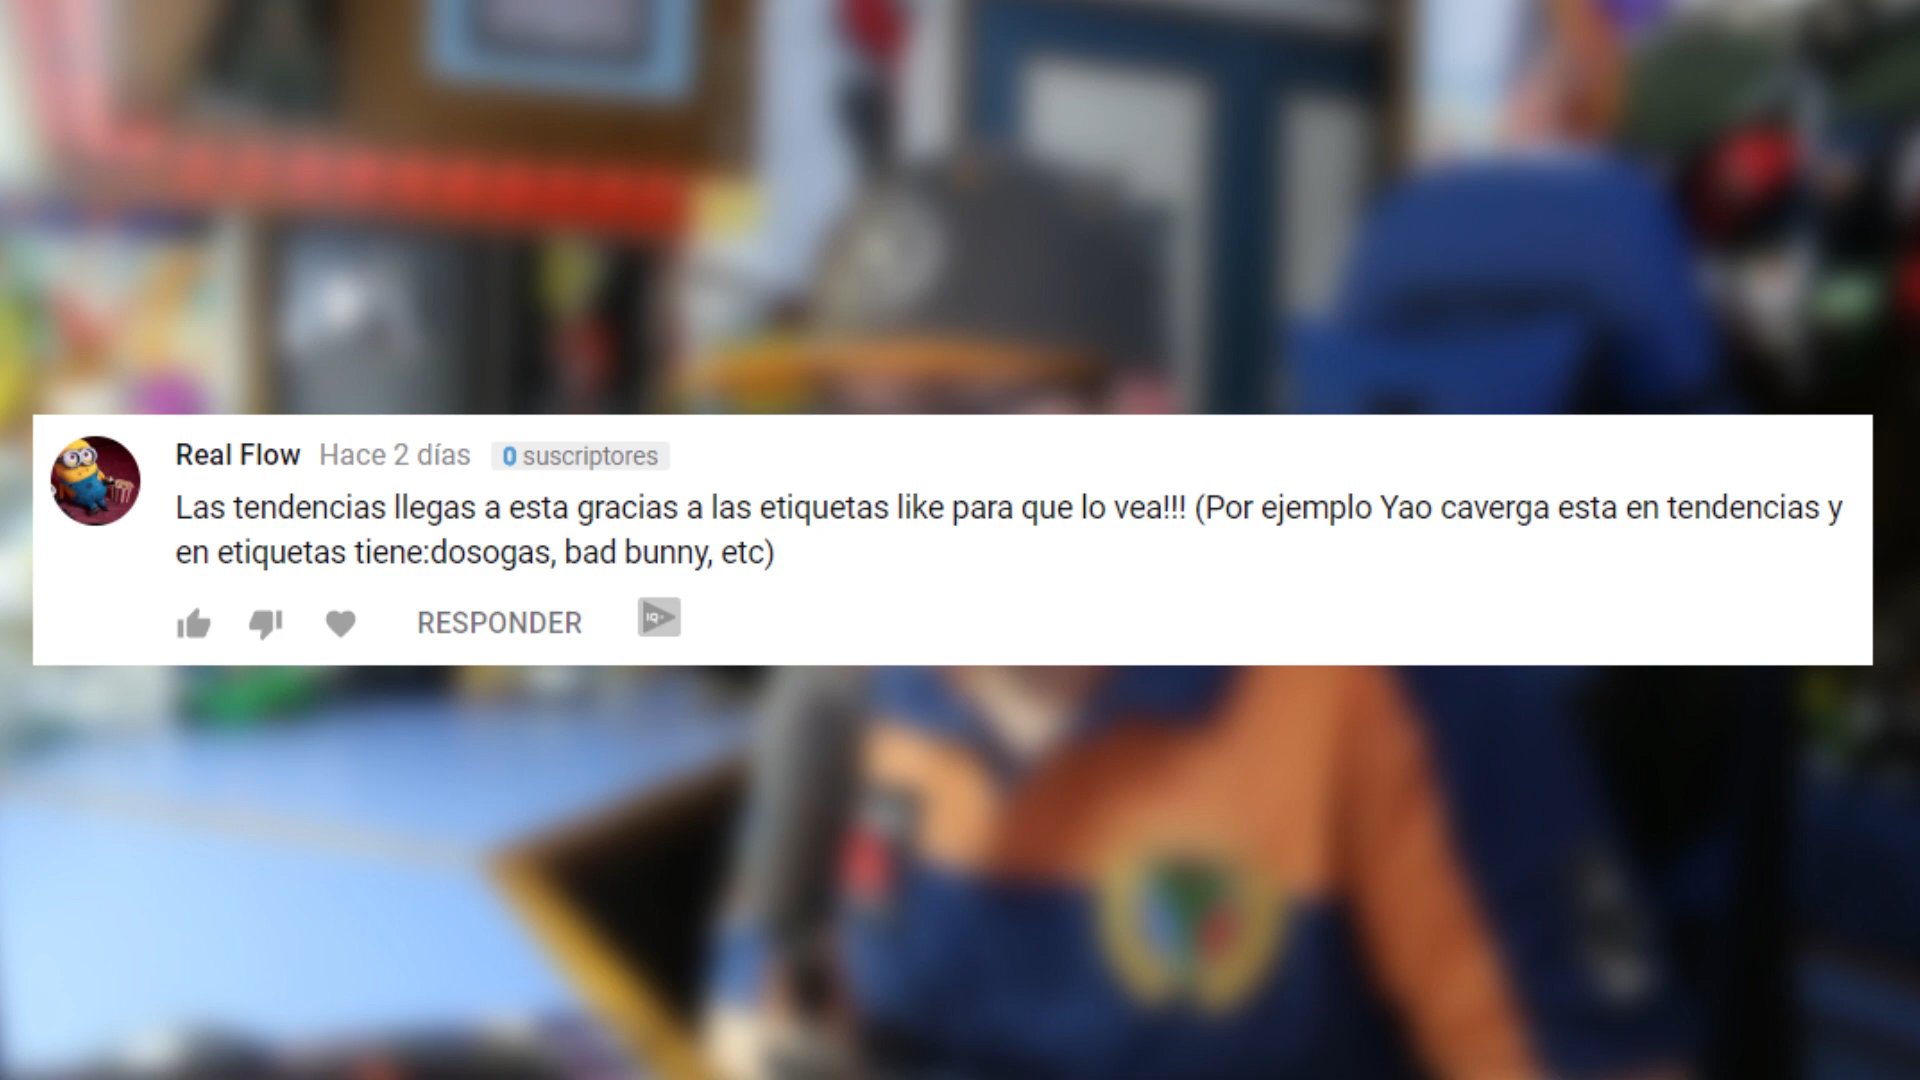 Real Flow Hace 2 días 0 suscriptores
Las tendencias llegas a esta gracias a las etiquetas like para que lo vea!!! (Por ejemplo Yao caverga esta en tendencias y
en etiquetas tiene:dosogas, bad bunny, etc)
RESPONDER IQ+